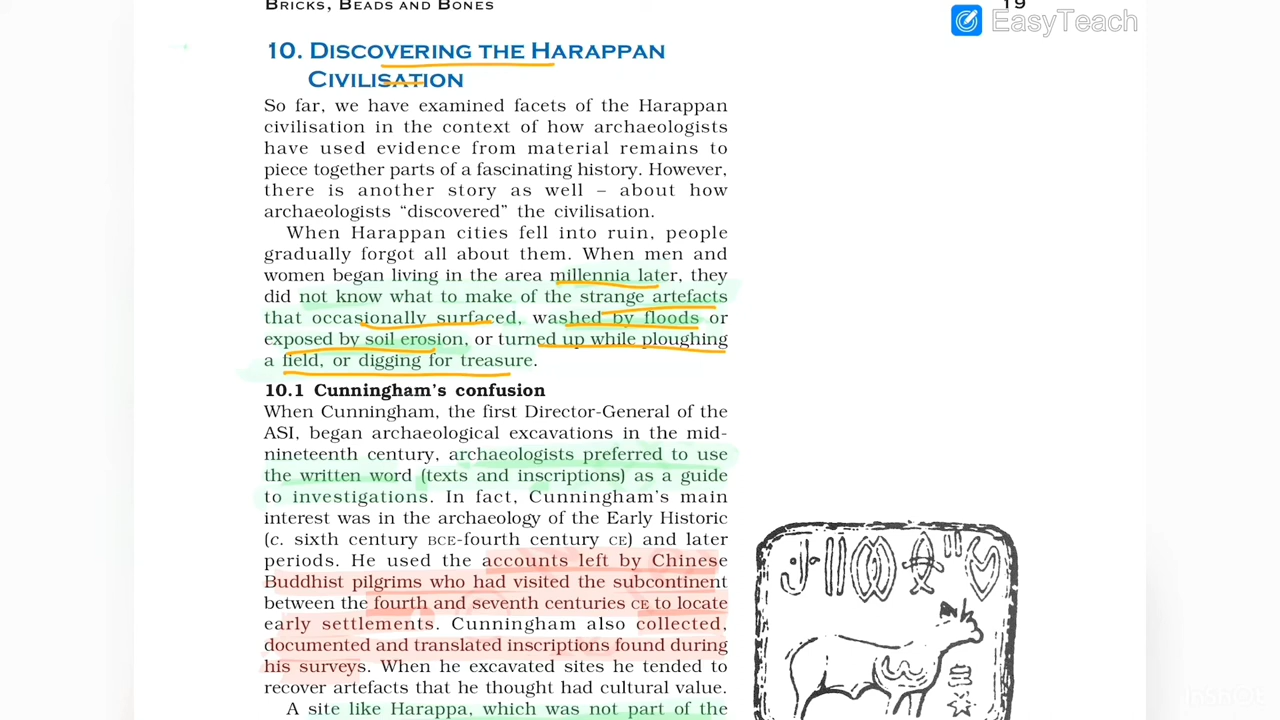 BRICKS, BEADS AND BONES
19
EasyTeach
10. DISCOVERING THE HARAPPAN
CIVILISATION
So far, we have examined facets of the Harappan
civilisation in the context of how archaeologists
have used evidence from material remains to
piece together parts of a fascinating history. However,
there is another story as well – about how
archaeologists “discovered” the civilisation.
When Harappan cities fell into ruin, people
gradually forgot all about them. When men and
women began living in the area millennia later, they
did not know what to make of the strange artefacts
that occasionally surfaced, washed by floods or
exposed by soil erosion, or turned up while ploughing
a field, or digging for treasure.
10.1 Cunningham’s confusion
When Cunningham, the first Director-General of the
ASI, began archaeological excavations in the mid-
nineteenth century, archaeologists preferred to use
the written word (texts and inscriptions) as a guide
to investigations. In fact, Cunningham’s main
interest was in the archaeology of the Early Historic
(c. sixth century BCE-fourth century CE) and later
periods. He used the accounts left by Chinese
Buddhist pilgrims who had visited the subcontinent
between the fourth and seventh centuries CE to locate
early settlements. Cunningham also collected,
documented and translated inscriptions found during
his surveys. When he excavated sites he tended to
recover artefacts that he thought had cultural value.
A site like Harappa, which was not part of the